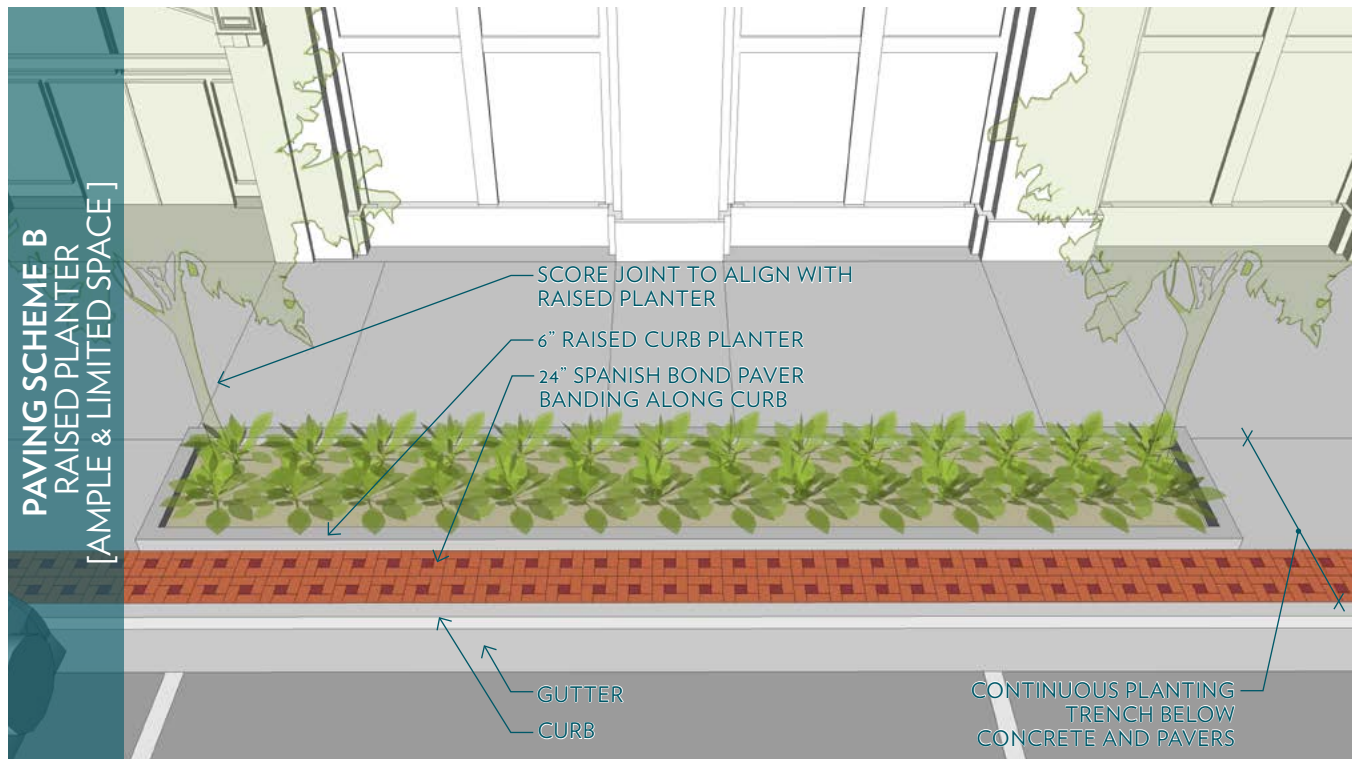 PAVING SCHEME B
RAISED PLANTER
[AMPLE & LIMITED SPACE ]
SCORE JOINT TO ALIGN WITH
RAISED PLANTER
6” RAISED CURB PLANTER
24” SPANISH BOND PAVER
BANDING ALONG CURB
GUTTER
CURB
CONTINUOUS PLANTING
TRENCH BELOW
CONCRETE AND PAVERS